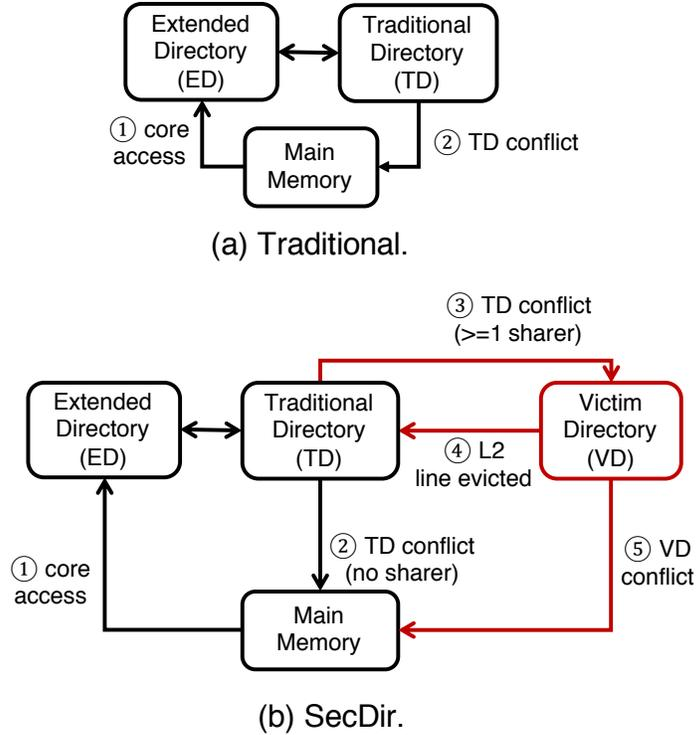 Extended
Directory
(ED)
Traditional
Directory
(TD)
① core
access
Main
Memory
② TD conflict
(a) Traditional.
③ TD conflict
(>=1 sharer)
Extended
Directory
(ED)
Traditional
Directory
(TD)
Victim
Directory
(VD)
④ L2
line evicted
① core
access
② TD conflict
(no sharer)
⑤ VD
conflict
Main
Memory
(b) SecDir.